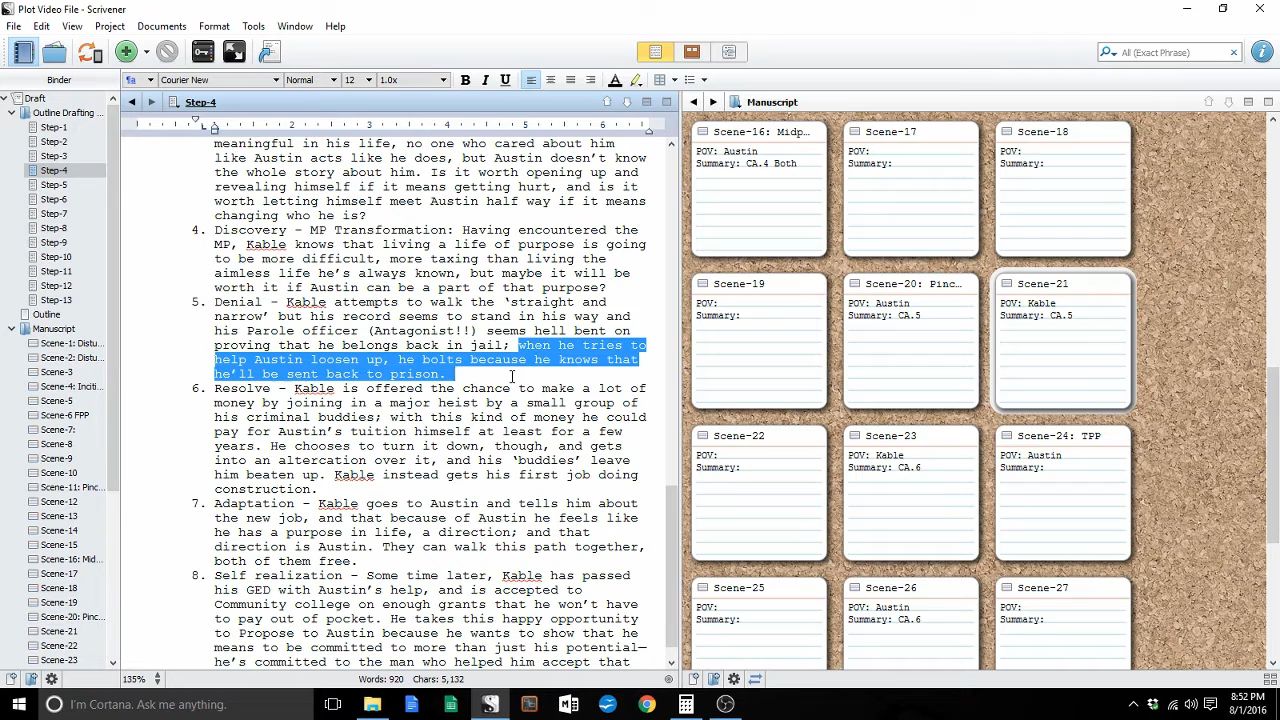 Plot Video File - Scrivener
File Edit View Project Documents Format Tools Window Help
All (Exact Phrase)
Binder
Courier New Normal 12 1.0x B I U A
Draft
Outline Drafting ...
Step-1
Step-2
Step-3
Step-4
Step-5
Step-6
Step-7
Step-8
Step-9
Step-10
Step-11
Step-12
Step-13
Outline
Manuscript
Scene-1: Distu...
Scene-2: Distu...
Scene-3
Scene-4: Inciti...
Scene-5
Scene-6 FPP
Scene-7:
Scene-8
Scene-9
Scene-10
Scene-11: Pinc...
Scene-12
Scene-13
Scene-14
Scene-15
Scene-16: Mid...
Scene-17
Scene-18
Scene-19
Scene-20: Pinc...
Scene-21
Scene-22
Scene-23
Step-4
2 3 4 5 6
meaningful in his life, no one who cared about him
like Austin acts like he does, but Austin doesn't know
the whole story about him. Is it worth opening up and
revealing himself if it means getting hurt, and is it
worth letting himself meet Austin half way if it means
changing who he is?
4. Discovery – MP Transformation: Having encountered the
MP, Kable knows that living a life of purpose is going
to be more difficult, more taxing than living the
aimless life he's always known, but maybe it will be
worth it if Austin can be a part of that purpose?
5. Denial – Kable attempts to walk the 'straight and
narrow' but his record seems to stand in his way and
his Parole officer (Antagonist!!) seems hell bent on
proving that he belongs back in jail; when he tries to
help Austin loosen up, he bolts because he knows that
he'll be sent back to prison.
6. Resolve – Kable is offered the chance to make a lot of
money by joining in a major heist by a small group of
his criminal buddies; with this kind of money he could
pay for Austin's tuition himself at least for a few
years. He chooses to turn it down, though, and gets
into an altercation over it, and his 'buddies' leave
him beaten up. Kable instead gets his first job doing
construction.
7. Adaptation – Kable goes to Austin and tells him about
the new job, and that because of Austin he feels like
he has a purpose in life, a direction; and that
direction is Austin. They can walk this path together,
both of them free.
8. Self realization – Some time later, Kable has passed
his GED with Austin's help, and is accepted to
Community college on enough grants that he won't have
to pay out of pocket. He takes this happy opportunity
to Propose to Austin because he wants to show that he
means to be committed to more than just his potential—
he's committed to the man who helped him accept that
135% Words: 920 Chars: 5,132
Manuscript
Scene-16: Midp...
POV: Austin
Summary: CA.4 Both
Scene-17
POV:
Summary:
Scene-18
POV:
Summary:
Scene-19
POV:
Summary:
Scene-20: Pinc...
POV: Austin
Summary: CA.5
Scene-21
POV: Kable
Summary: CA.5
Scene-22
POV:
Summary:
Scene-23
POV: Kable
Summary: CA.6
Scene-24: TPP
POV: Austin
Summary:
Scene-25
POV:
Summary:
Scene-26
POV: Austin
Summary: CA.6
Scene-27
POV:
Summary:
I'm Cortana. Ask me anything.
8:52 PM
8/1/2016